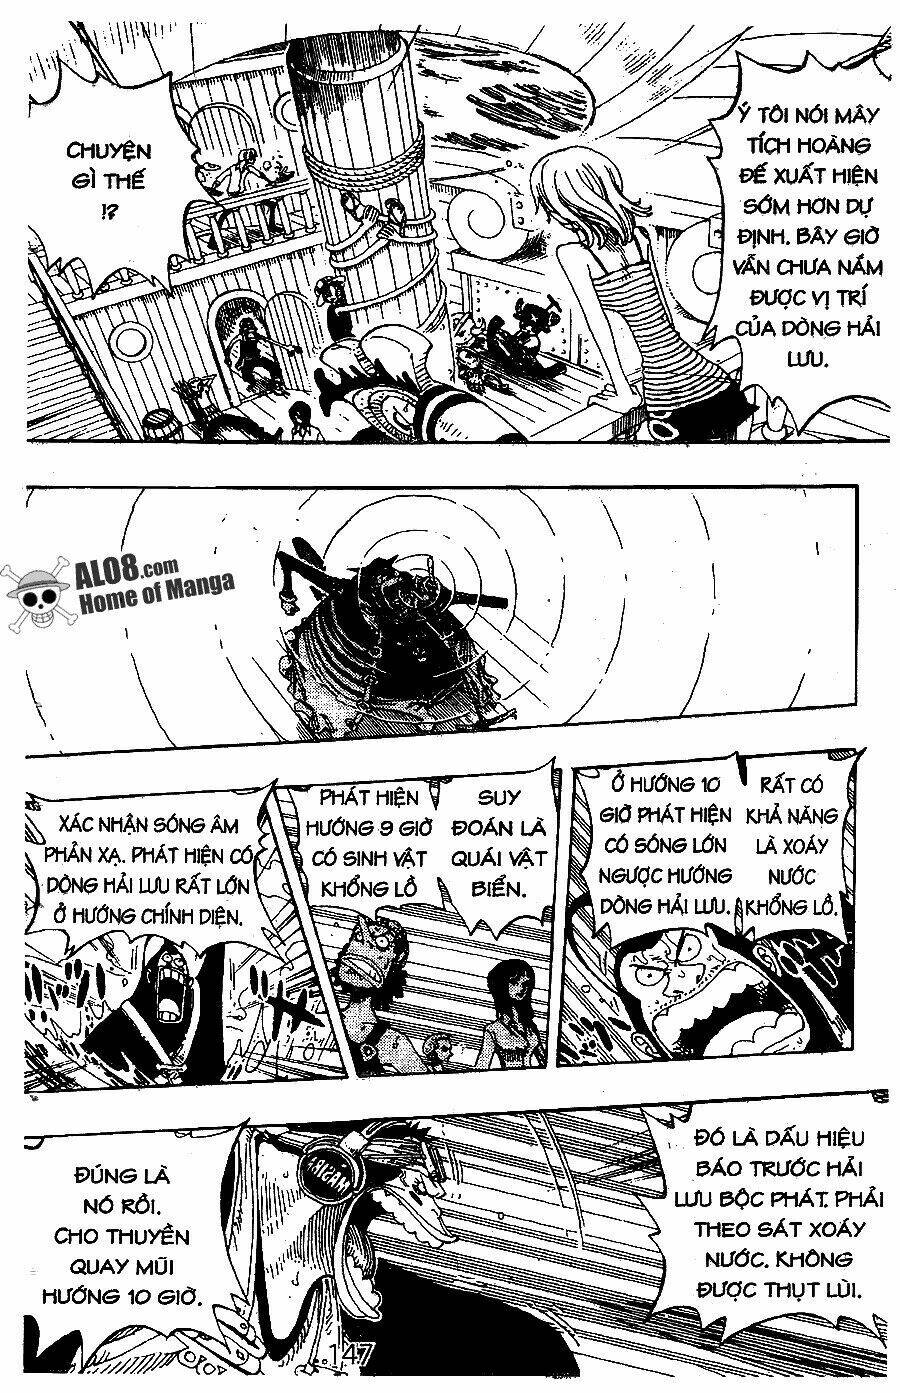 Ý TÔI NÓI MÂY
TÍCH HOÀNG
ĐẾ XUẤT HIỆN
SỚM HƠN DỰ
ĐỊNH. BÂY GIỜ
VẪN CHƯA NẮM
ĐƯỢC VỊ TRÍ
CỦA DÒNG HẢI
LƯU.
CHUYỆN
GÌ THẾ
!?
ALO8.com
Home of Manga
RẤT CÓ
KHẢ NĂNG
LÀ XOÁY
NƯỚC
KHỔNG LỒ.
Ở HƯỚNG 10
GIỜ PHÁT HIỆN
CÓ SÓNG LỚN
NGƯỢC HƯỚNG
DÒNG HẢI LƯU.
SUY
ĐOÁN LÀ
QUÁI VẬT
BIỂN.
PHÁT HIỆN
HƯỚNG 9 GIỜ
CÓ SINH VẬT
KHỔNG LỒ
XÁC NHẬN SÓNG ÂM
PHẢN XẠ. PHÁT HIỆN CÓ
DÒNG HẢI LƯU RẤT LỚN
Ở HƯỚNG CHÍNH DIỆN.
ĐÓ LÀ DẤU HIỆU
BÁO TRƯỚC HẢI
LƯU BỘC PHÁT. PHẢI
THEO SÁT XOÁY
NƯỚC. KHÔNG
ĐƯỢC THỤT LÙI.
ĐÚNG LÀ
NÓ RỒI.
CHO THUYỀN
QUAY MŨI
HƯỚNG 10 GIỜ.
147